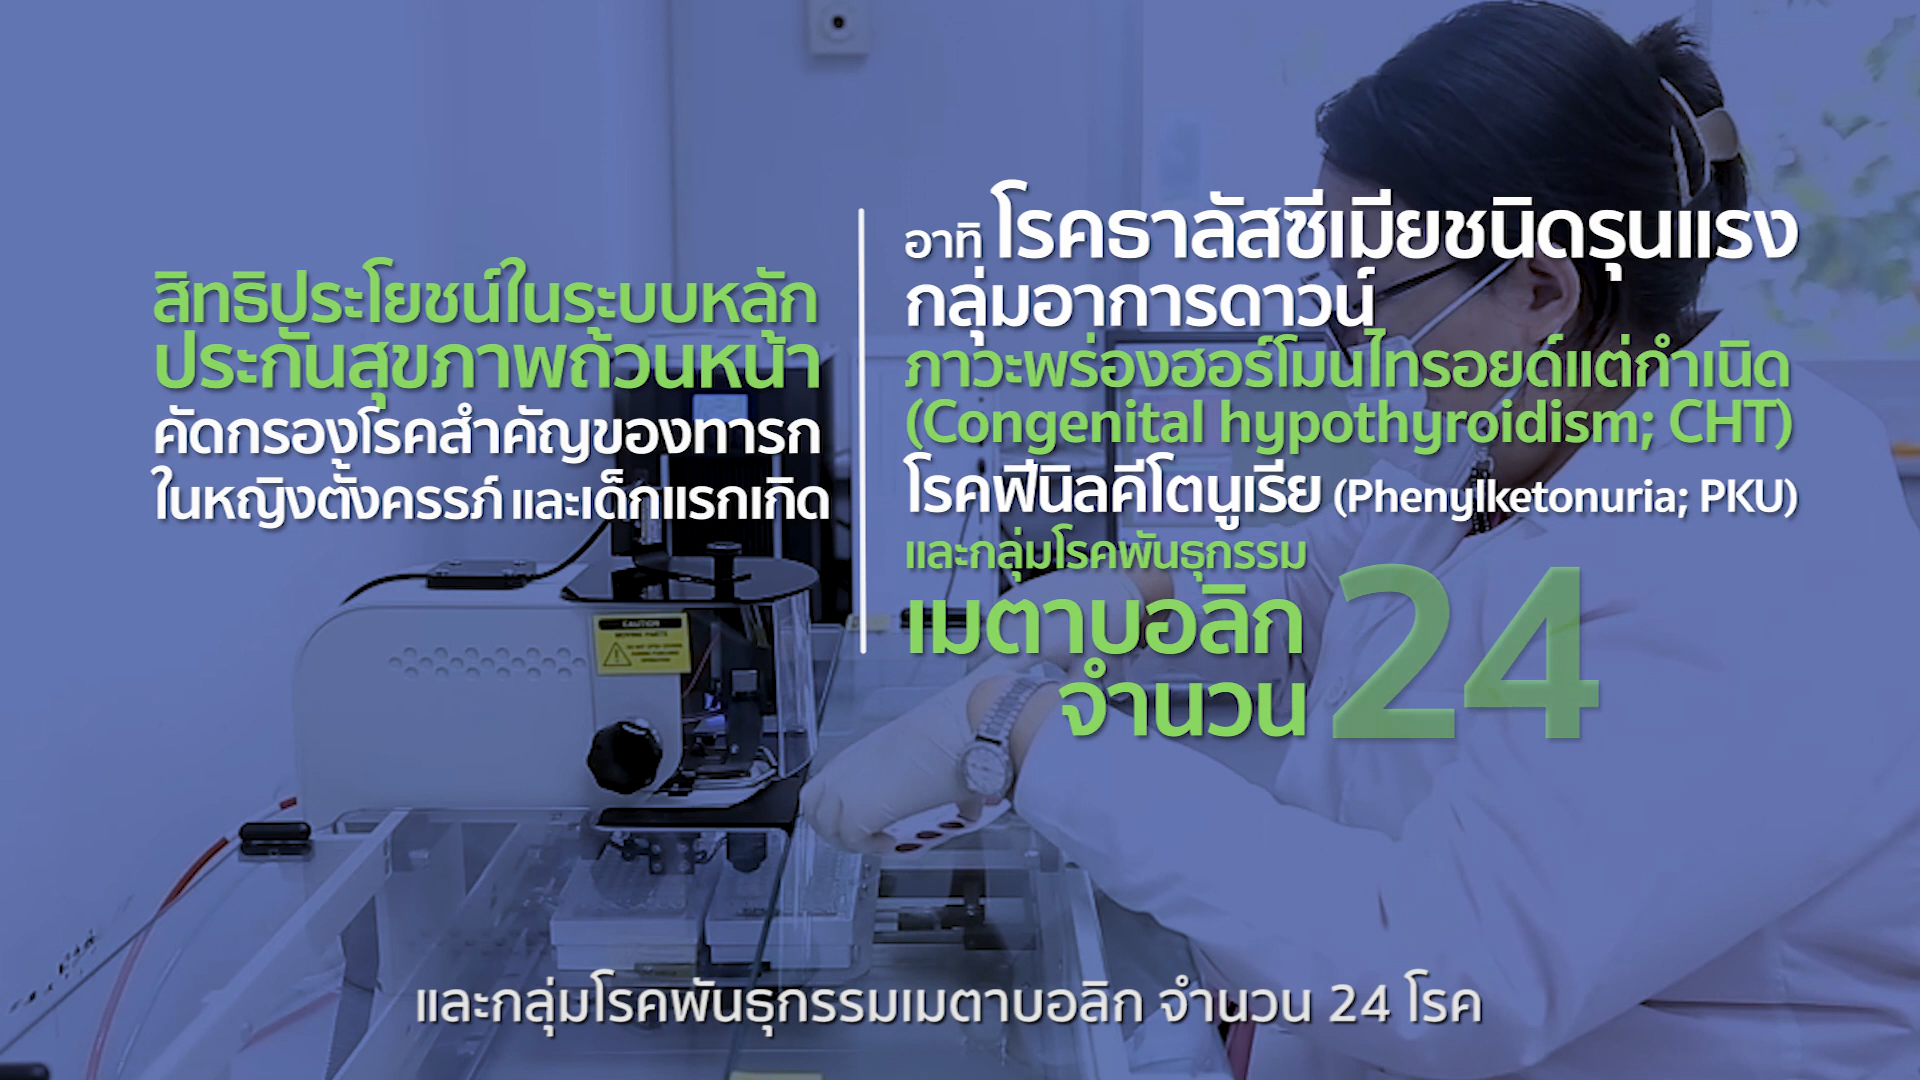 สิทธิประโยชน์ในระบบหลัก
ประกันสุขภาพถ้วนหน้า
คัดกรองโรคสำคัญของทารก
ในหญิงตั้งครรภ์ และเด็กแรกเกิด
อาทิ โรคธาลัสซีเมียชนิดรุนแรง
กลุ่มอาการดาวน์
ภาวะพร่องฮอร์โมนไทรอยด์แต่กำเนิด
(Congenital hypothyroidism; CHT)
โรคฟีนิลคีโตนูเรีย (Phenylketonuria; PKU)
และกลุ่มโรคพันธุกรรม
เมตาบอลิก
จำนวน 24
CAUTION
MOVING PARTS
และกลุ่มโรคพันธุกรรมเมตาบอลิก จำนวน 24 โรค